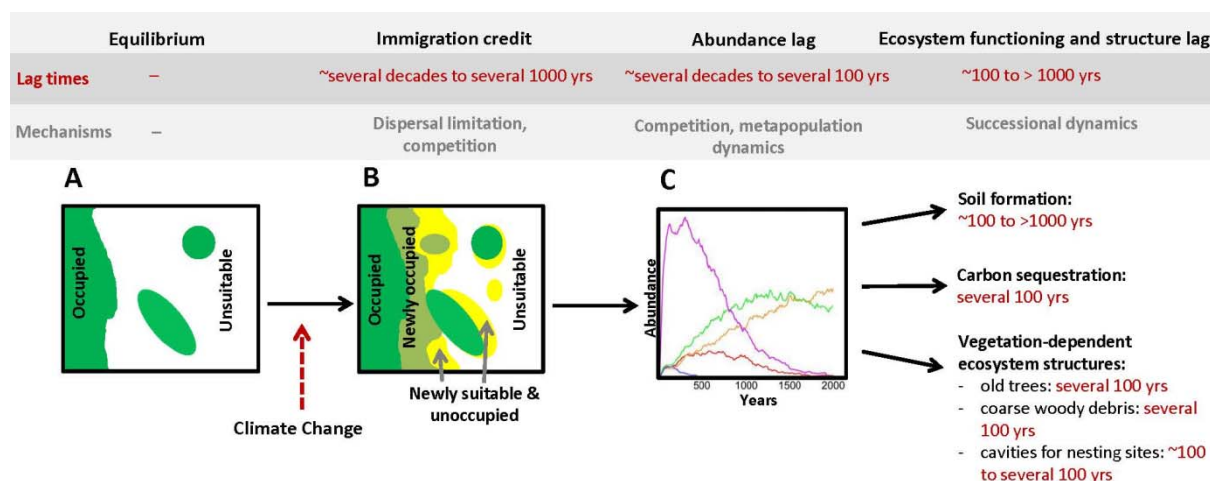 Equilibrium Immigration credit Abundance lag Ecosystem functioning and structure lag
Lag times – ~several decades to several 1000 yrs ~several decades to several 100 yrs ~100 to > 1000 yrs
Mechanisms – Dispersal limitation, competition Competition, metapopulation dynamics Successional dynamics
A
Occupied
Unsuitable
Climate Change
B
Occupied
Newly occupied
Unsuitable
Newly suitable &
unoccupied
C
Abundance
500 1000 1500 2000
Years
Soil formation:
~100 to >1000 yrs
Carbon sequestration:
several 100 yrs
Vegetation-dependent
ecosystem structures:
- old trees: several 100 yrs
- coarse woody debris: several
100 yrs
- cavities for nesting sites: ~100
to several 100 yrs